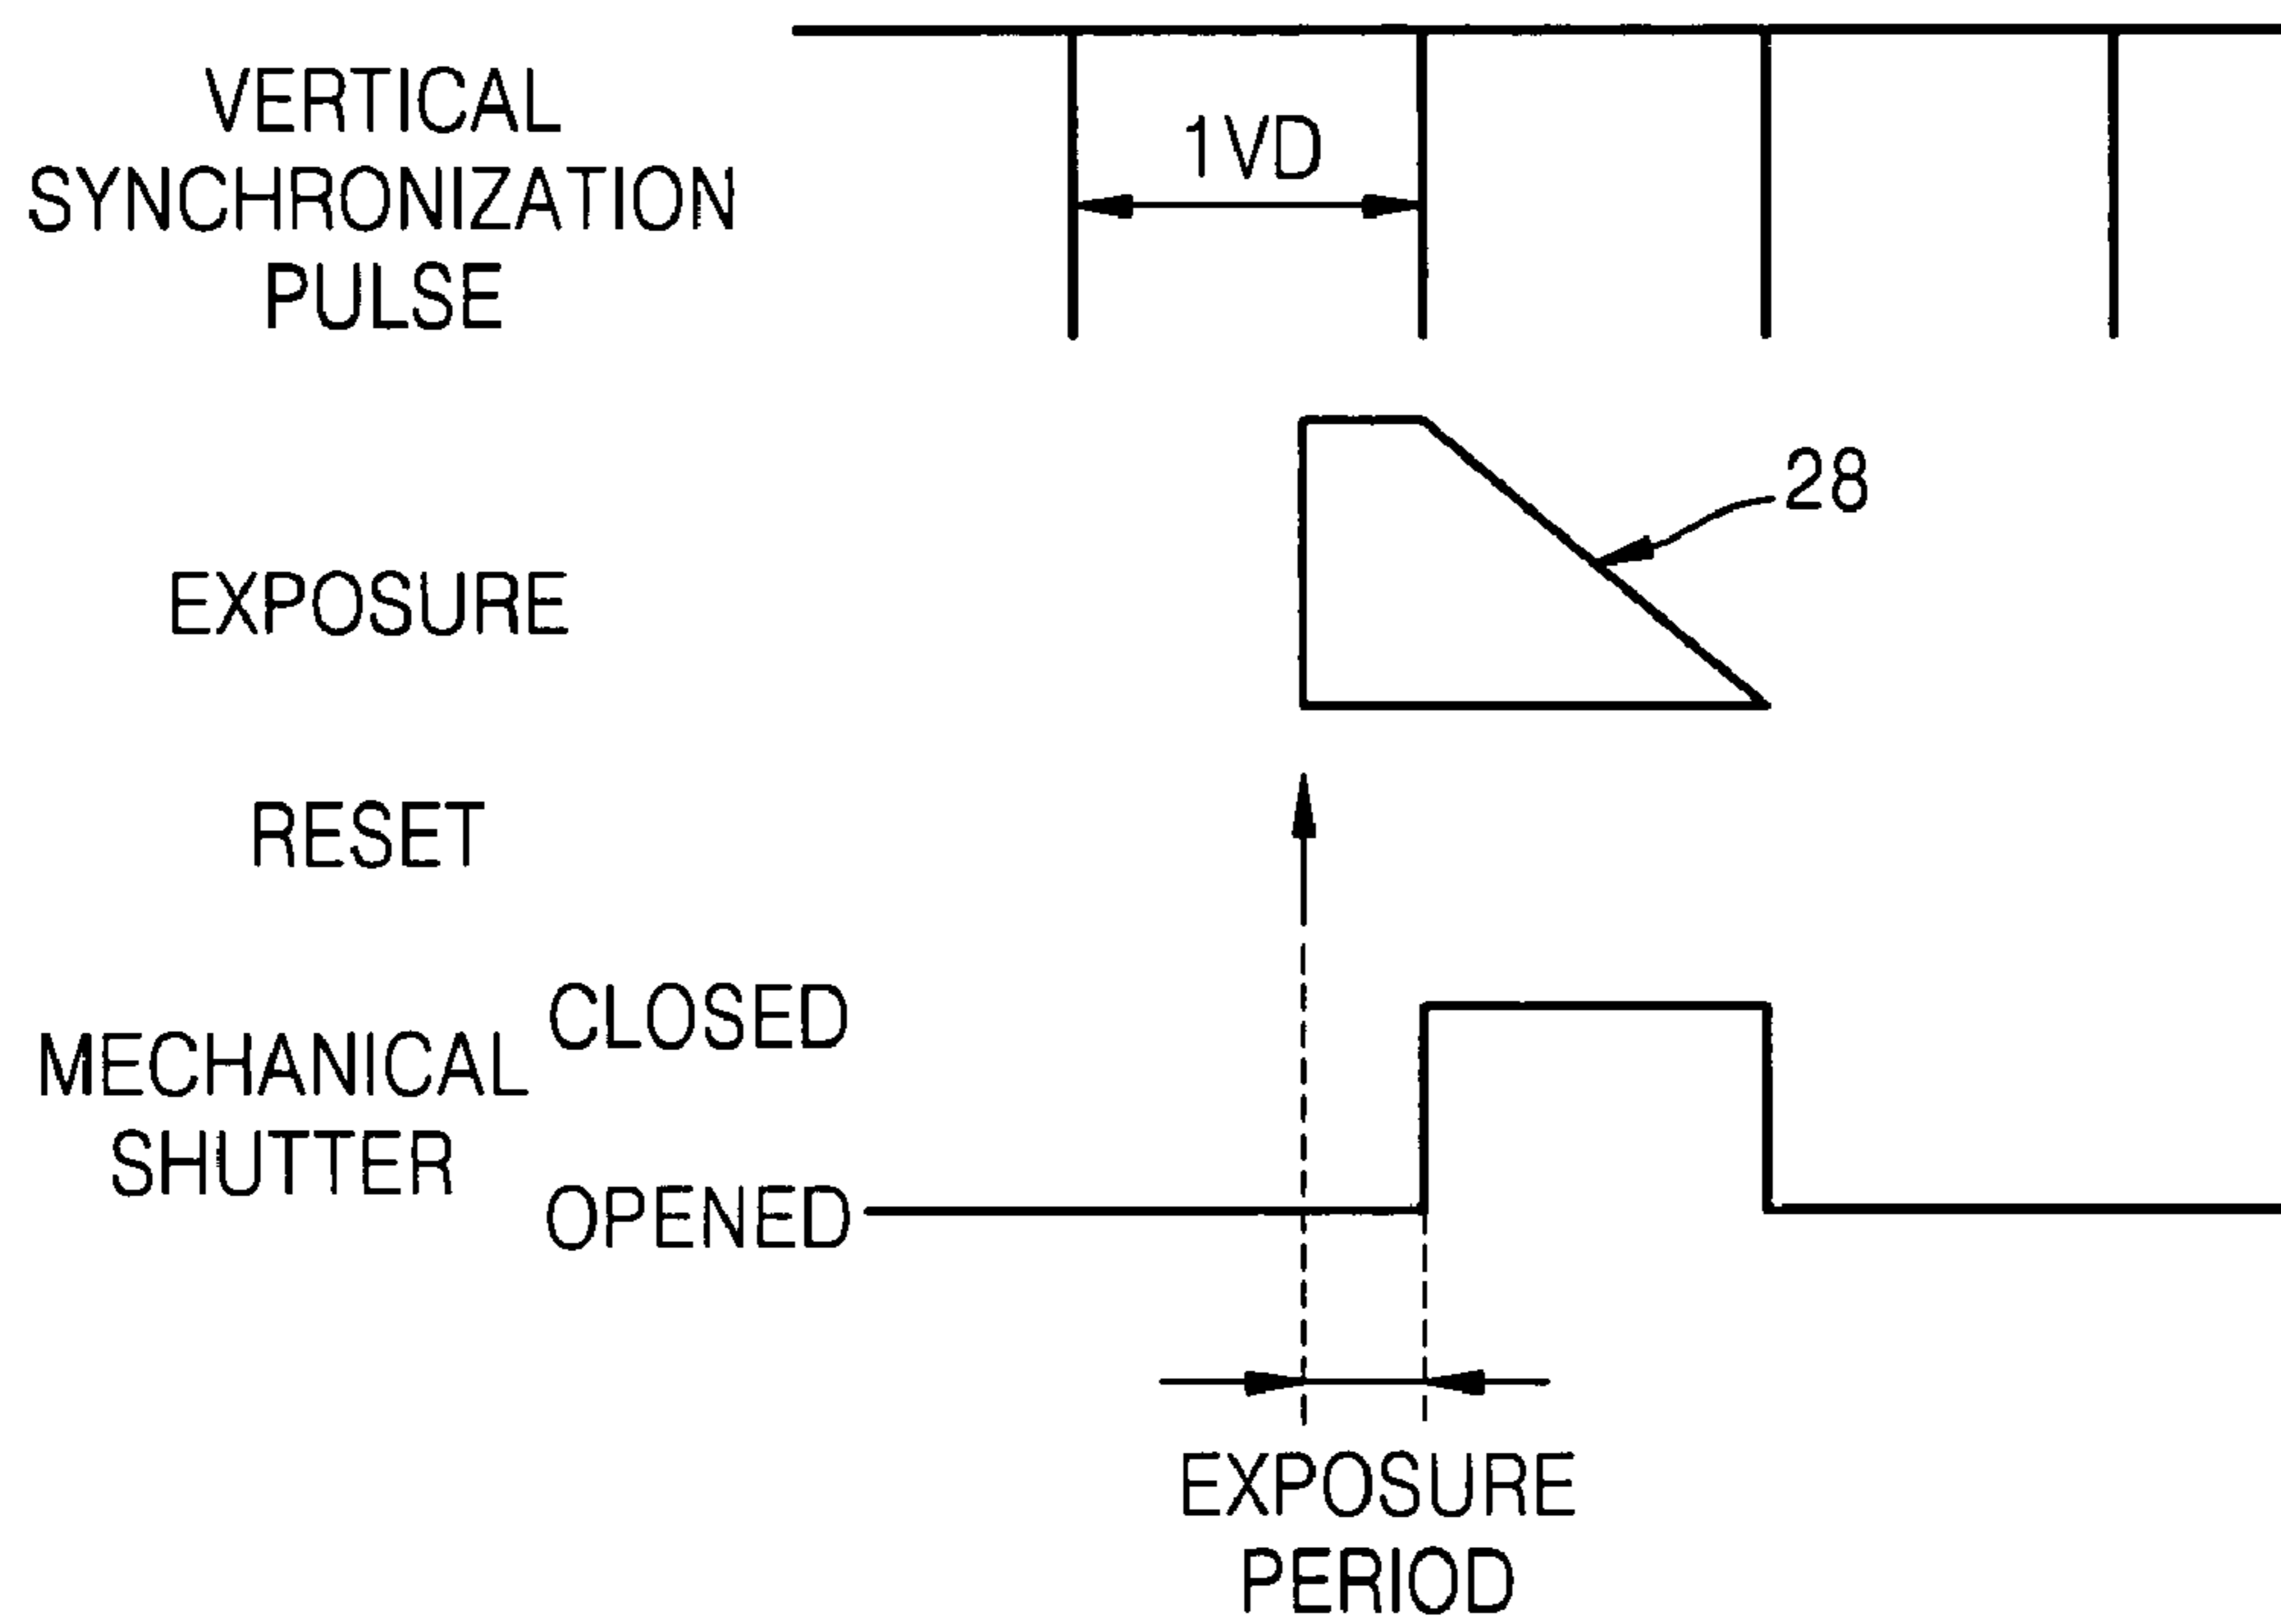 VERTICAL
SYNCHRONIZATION
PULSE
1VD
28
EXPOSURE
RESET
CLOSED
MECHANICAL
SHUTTER
OPENED
EXPOSURE
PERIOD